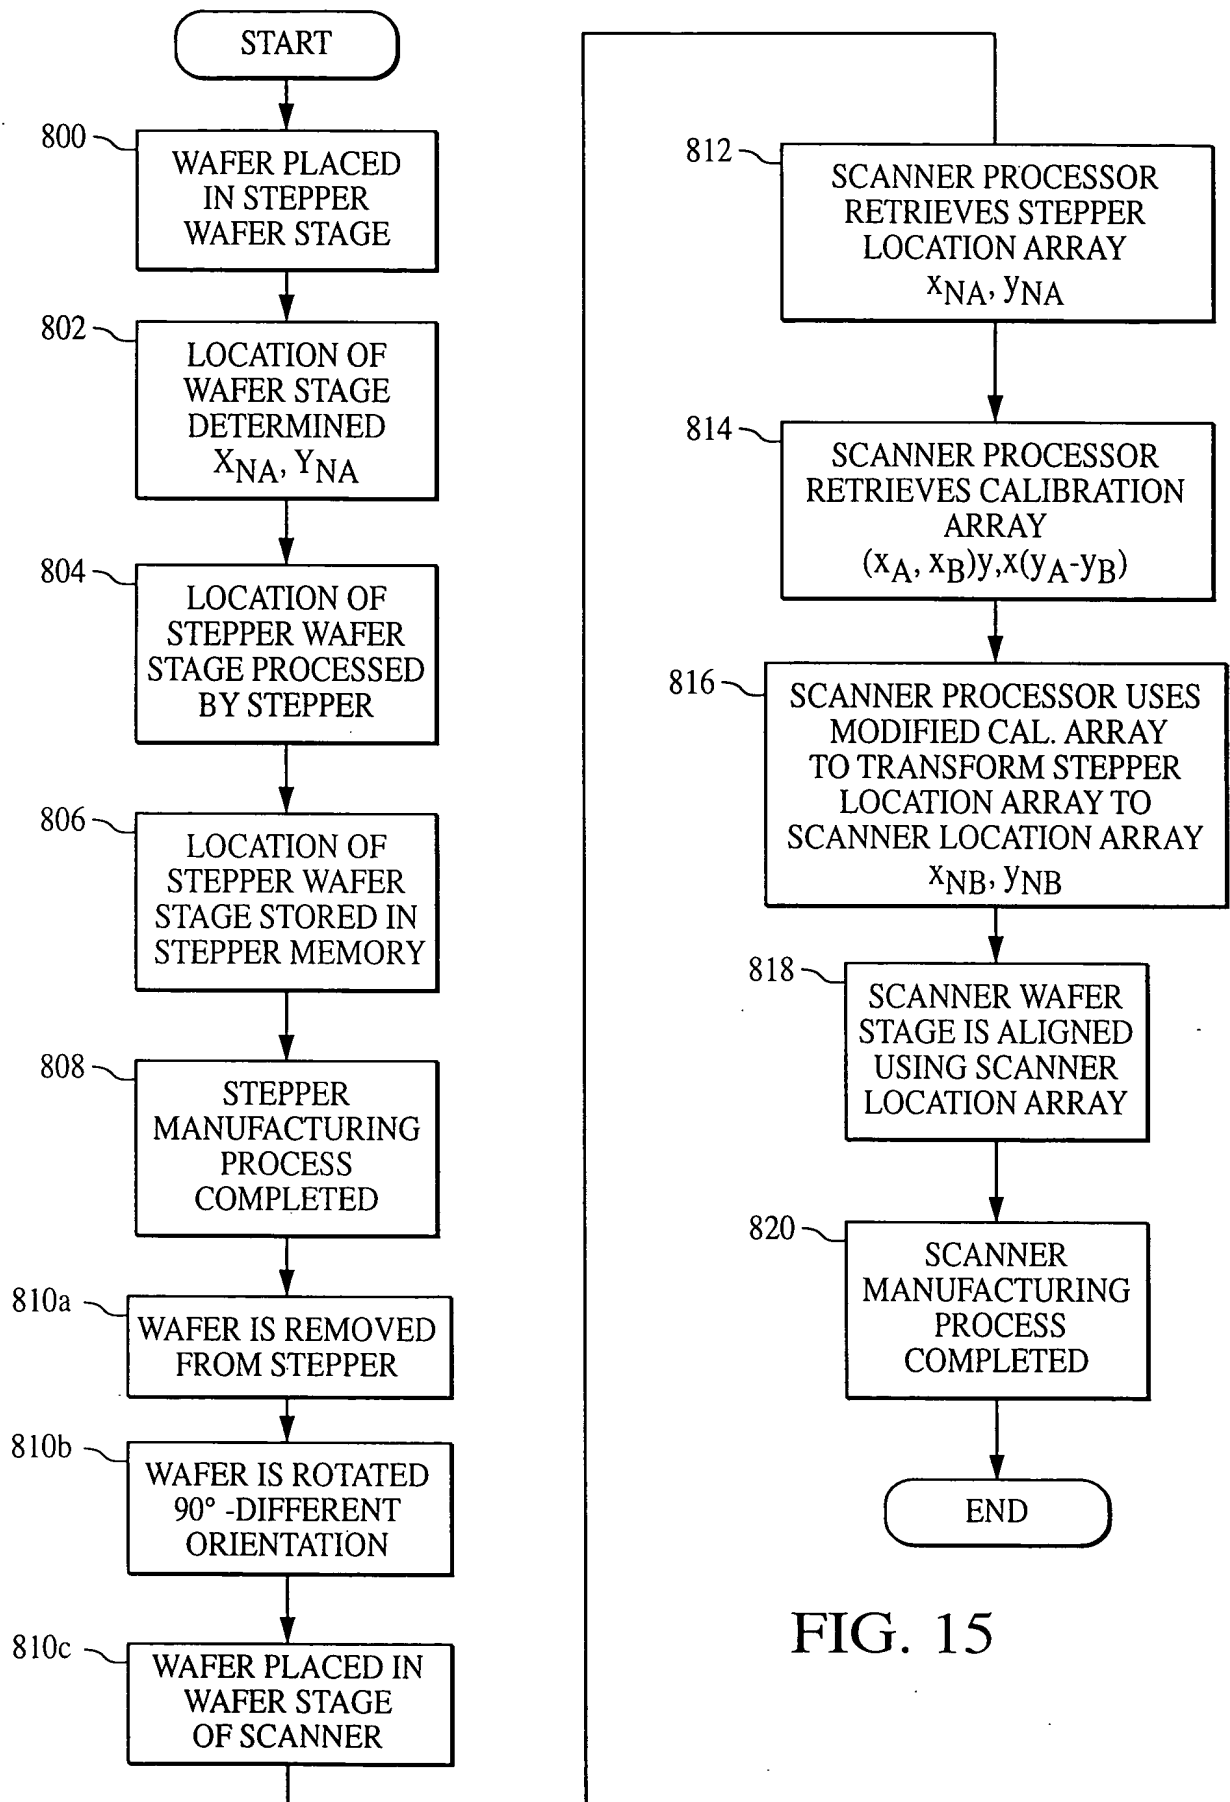 START
800
WAFER PLACED
IN STEPPER
WAFER STAGE
802
LOCATION OF
WAFER STAGE
DETERMINED
XNA, YNA
804
LOCATION OF
STEPPER WAFER
STAGE PROCESSED
BY STEPPER
806
LOCATION OF
STEPPER WAFER
STAGE STORED IN
STEPPER MEMORY
808
STEPPER
MANUFACTURING
PROCESS
COMPLETED
810a
WAFER IS REMOVED
FROM STEPPER
810b
WAFER IS ROTATED
90° -DIFFERENT
ORIENTATION
810c
WAFER PLACED IN
WAFER STAGE
OF SCANNER
812
SCANNER PROCESSOR
RETRIEVES STEPPER
LOCATION ARRAY
xNA, yNA
814
SCANNER PROCESSOR
RETRIEVES CALIBRATION
ARRAY
(xA, xB)y,x(yA-yB)
816
SCANNER PROCESSOR USES
MODIFIED CAL. ARRAY
TO TRANSFORM STEPPER
LOCATION ARRAY TO
SCANNER LOCATION ARRAY
xNB, yNB
818
SCANNER WAFER
STAGE IS ALIGNED
USING SCANNER
LOCATION ARRAY
820
SCANNER
MANUFACTURING
PROCESS
COMPLETED
END
FIG. 15